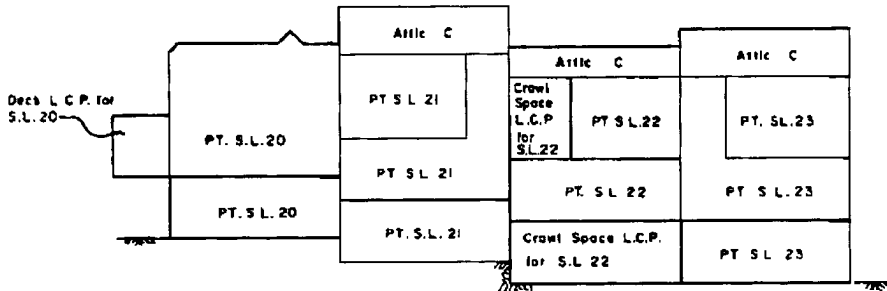 Attic C
Attic C
Attic C
Deck L.C.P. for
S.L.20
PT. S.L.20
PT. S.L.20
PT S L 21
PT S L 21
PT. S.L. 21
Crawl
Space
L.C.P
for
S.L.22
PT S L.22
PT. S L 22
Crawl Space L.C.P.
for S.L 22
PT. SL.23
PT. S.L.23
PT S L 23